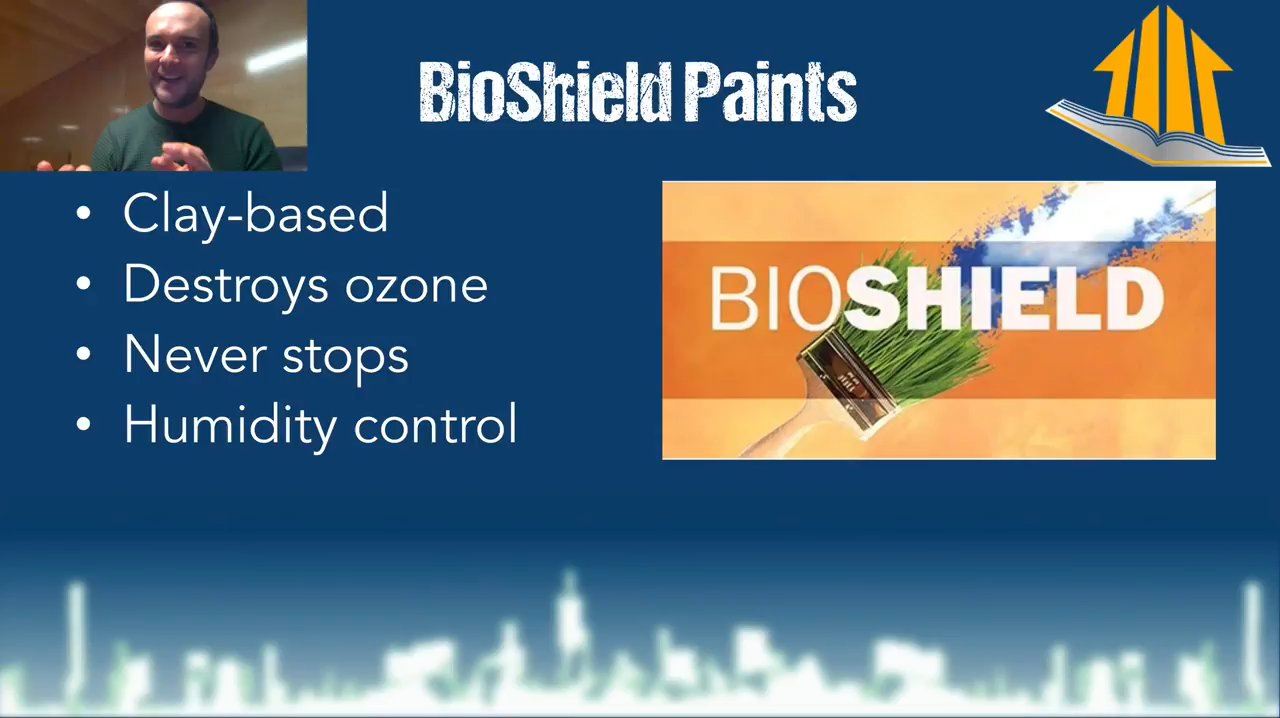 BioShield Paints
• Clay-based
• Destroys ozone
• Never stops
• Humidity control
BIOSHIELD